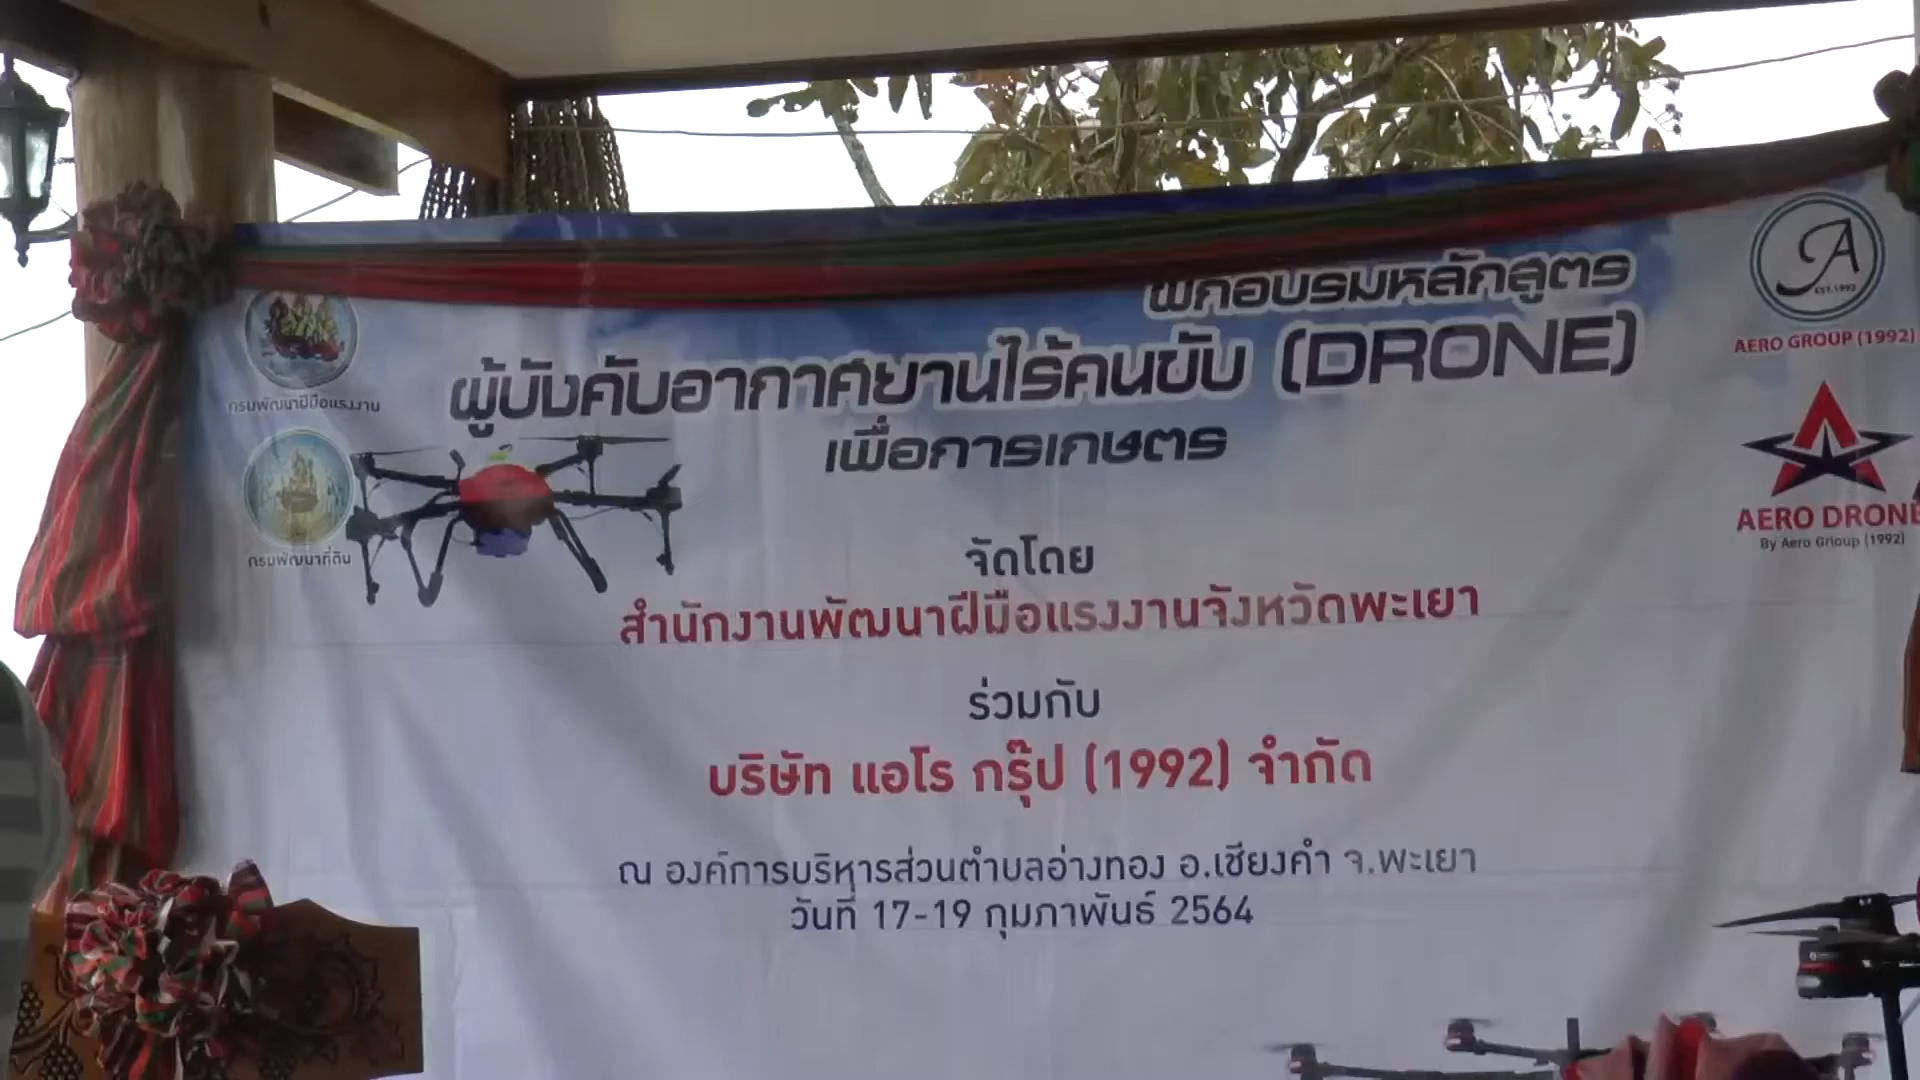 ฝึกอบรมหลักสูตร
ผู้บังคับอากาศยานไร้คนขับ (DRONE)
เพื่อการเกษตร
กรมพัฒนาฝีมือแรงงาน
กรมพัฒนาที่ดิน
A
EST.1992
AERO GROUP (1992)
AERO DRONE
By Aero Group (1992)
จัดโดย
สำนักงานพัฒนาฝีมือแรงงานจังหวัดพะเยา
ร่วมกับ
บริษัท แอโร กรุ๊ป (1992) จำกัด
ณ องค์การบริหารส่วนตำบลอ่างทอง อ.เชียงคำ จ.พะเยา
วันที่ 17-19 กุมภาพันธ์ 2564